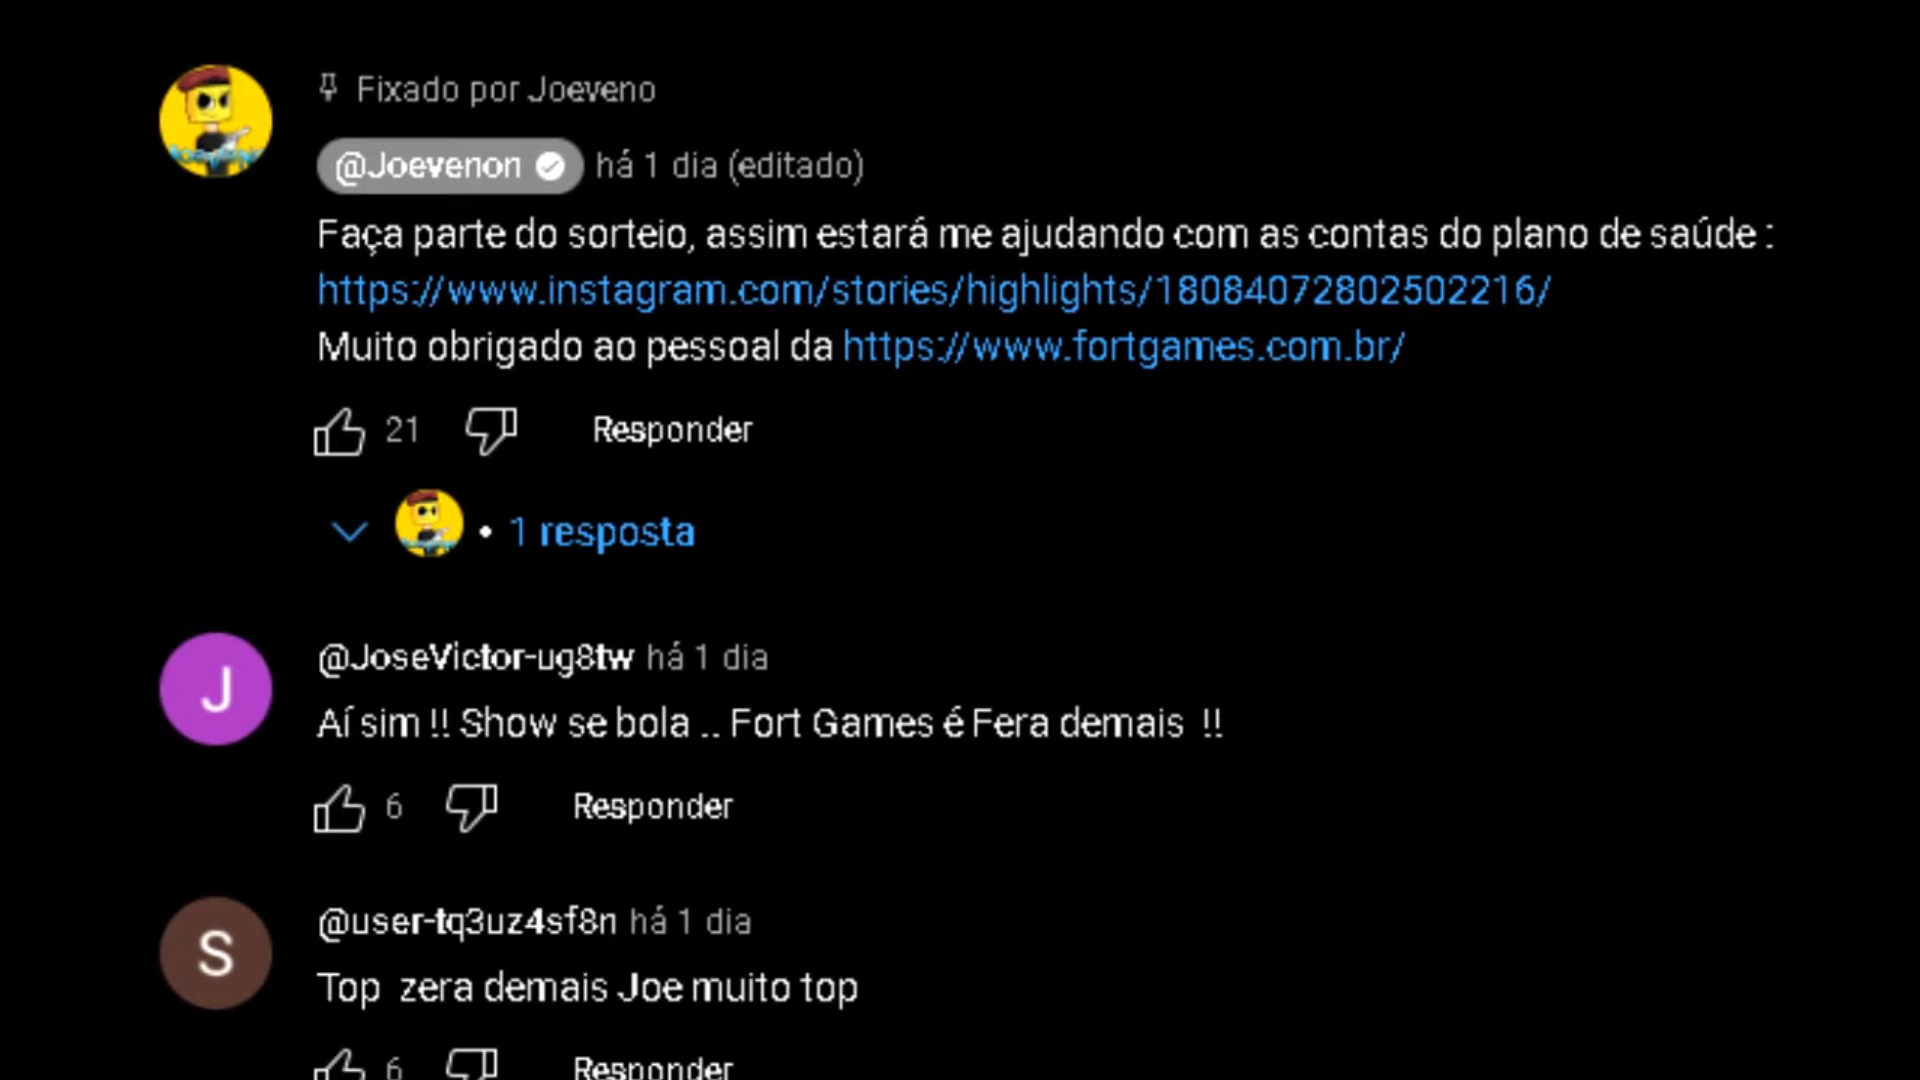 Fixado por Joeveno
@Joevenon há 1 dia (editado)
Faça parte do sorteio, assim estará me ajudando com as contas do plano de saúde :
https://www.instagram.com/stories/highlights/18084072802502216/
Muito obrigado ao pessoal da https://www.fortgames.com.br/
21 Responder
• 1 resposta
J
@JoseVictor-ug8tw há 1 dia
Aí sim !! Show se bola .. Fort Games é Fera demais !!
6 Responder
S
@user-tq3uz4sf8n há 1 dia
Top zera demais Joe muito top
6 Responder